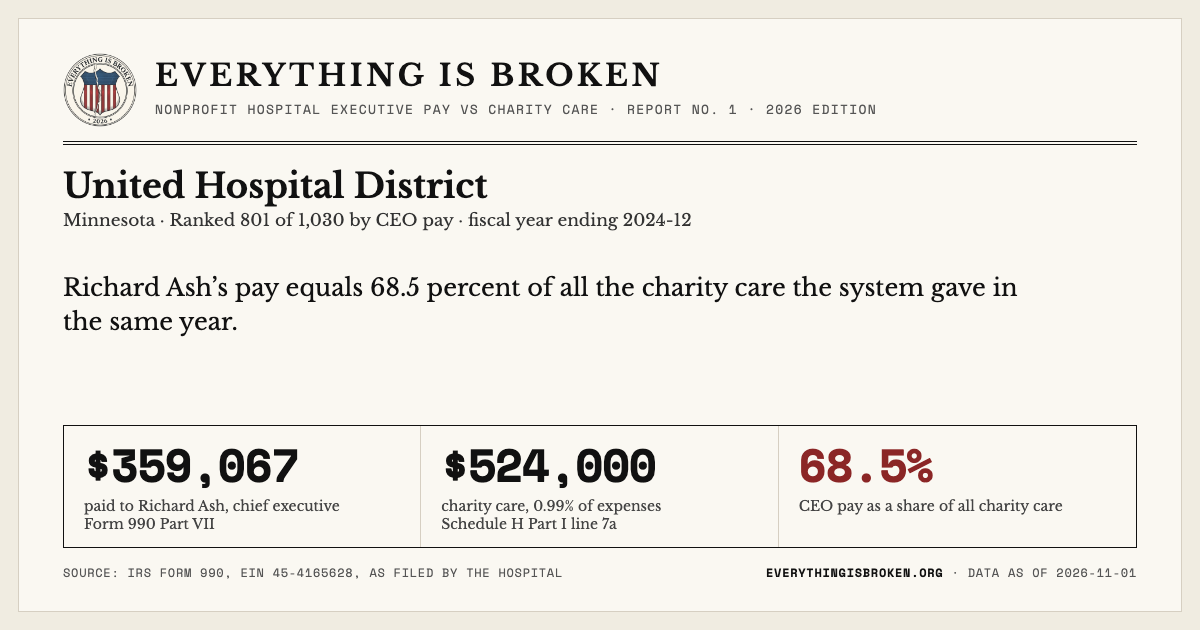 EVERYTHING IS BROKEN
· 2026 ·
EVERYTHING IS BROKEN
NONPROFIT HOSPITAL EXECUTIVE PAY VS CHARITY CARE · REPORT NO. 1 · 2026 EDITION
United Hospital District
Minnesota · Ranked 801 of 1,030 by CEO pay · fiscal year ending 2024-12
Richard Ash’s pay equals 68.5 percent of all the charity care the system gave in
the same year.
$359,067
paid to Richard Ash, chief executive
Form 990 Part VII
$524,000
charity care, 0.99% of expenses
Schedule H Part I line 7a
68.5%
CEO pay as a share of all charity care
SOURCE: IRS FORM 990, EIN 45-4165628, AS FILED BY THE HOSPITAL
EVERYTHINGISBROKEN.ORG · DATA AS OF 2026-11-01